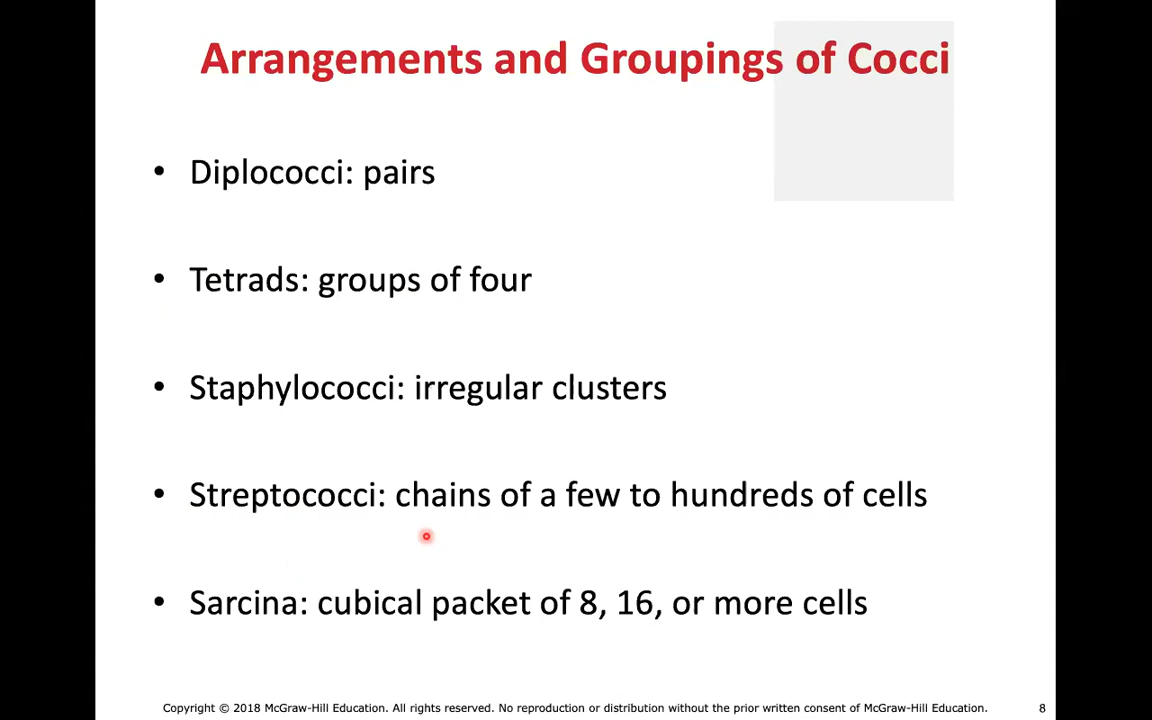 Arrangements and Groupings of Cocci
• Diplococci: pairs
• Tetrads: groups of four
• Staphylococci: irregular clusters
• Streptococci: chains of a few to hundreds of cells
• Sarcina: cubical packet of 8, 16, or more cells
Copyright © 2018 McGraw-Hill Education. All rights reserved. No reproduction or distribution without the prior written consent of McGraw-Hill Education.
8